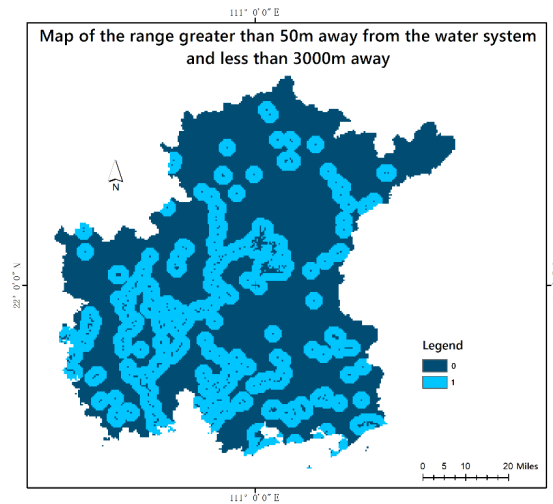 111° 0′0″E
Map of the range greater than 50m away from the water system
and less than 3000m away
N
22° 0′0″N
Legend
0
1
0 5 10 20 Miles
111° 0′0″E